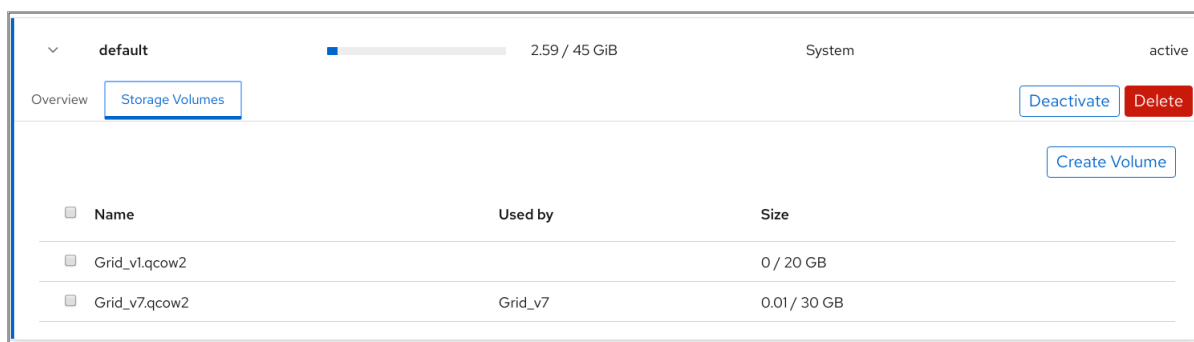 default 2.59 / 45 GiB System active
Overview Storage Volumes Deactivate Delete
Create Volume
Name Used by Size
Grid_v1.qcow2 0 / 20 GB
Grid_v7.qcow2 Grid_v7 0.01 / 30 GB